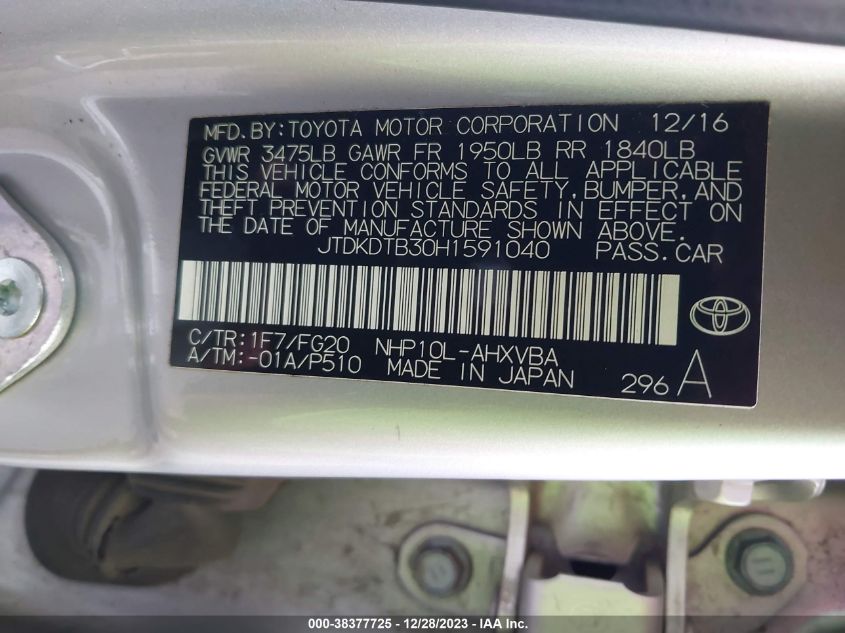 MFD. BY: TOYOTA MOTOR CORPORATION 12/16
GVWR 3475LB GAWR FR 1950LB RR 1840LB
THIS VEHICLE CONFORMS TO ALL APPLICABLE
FEDERAL MOTOR VEHICLE SAFETY, BUMPER, AND
THEFT PREVENTION STANDARDS IN EFFECT ON
THE DATE OF MANUFACTURE SHOWN ABOVE.
JTDKDTB30H1591040 PASS. CAR
C/TR: 1F7/FG20 NHP10L-AHXVBA
A/TM: -01A/P510 MADE IN JAPAN
296 A
000-38377725 - 12/28/2023 - IAA Inc.